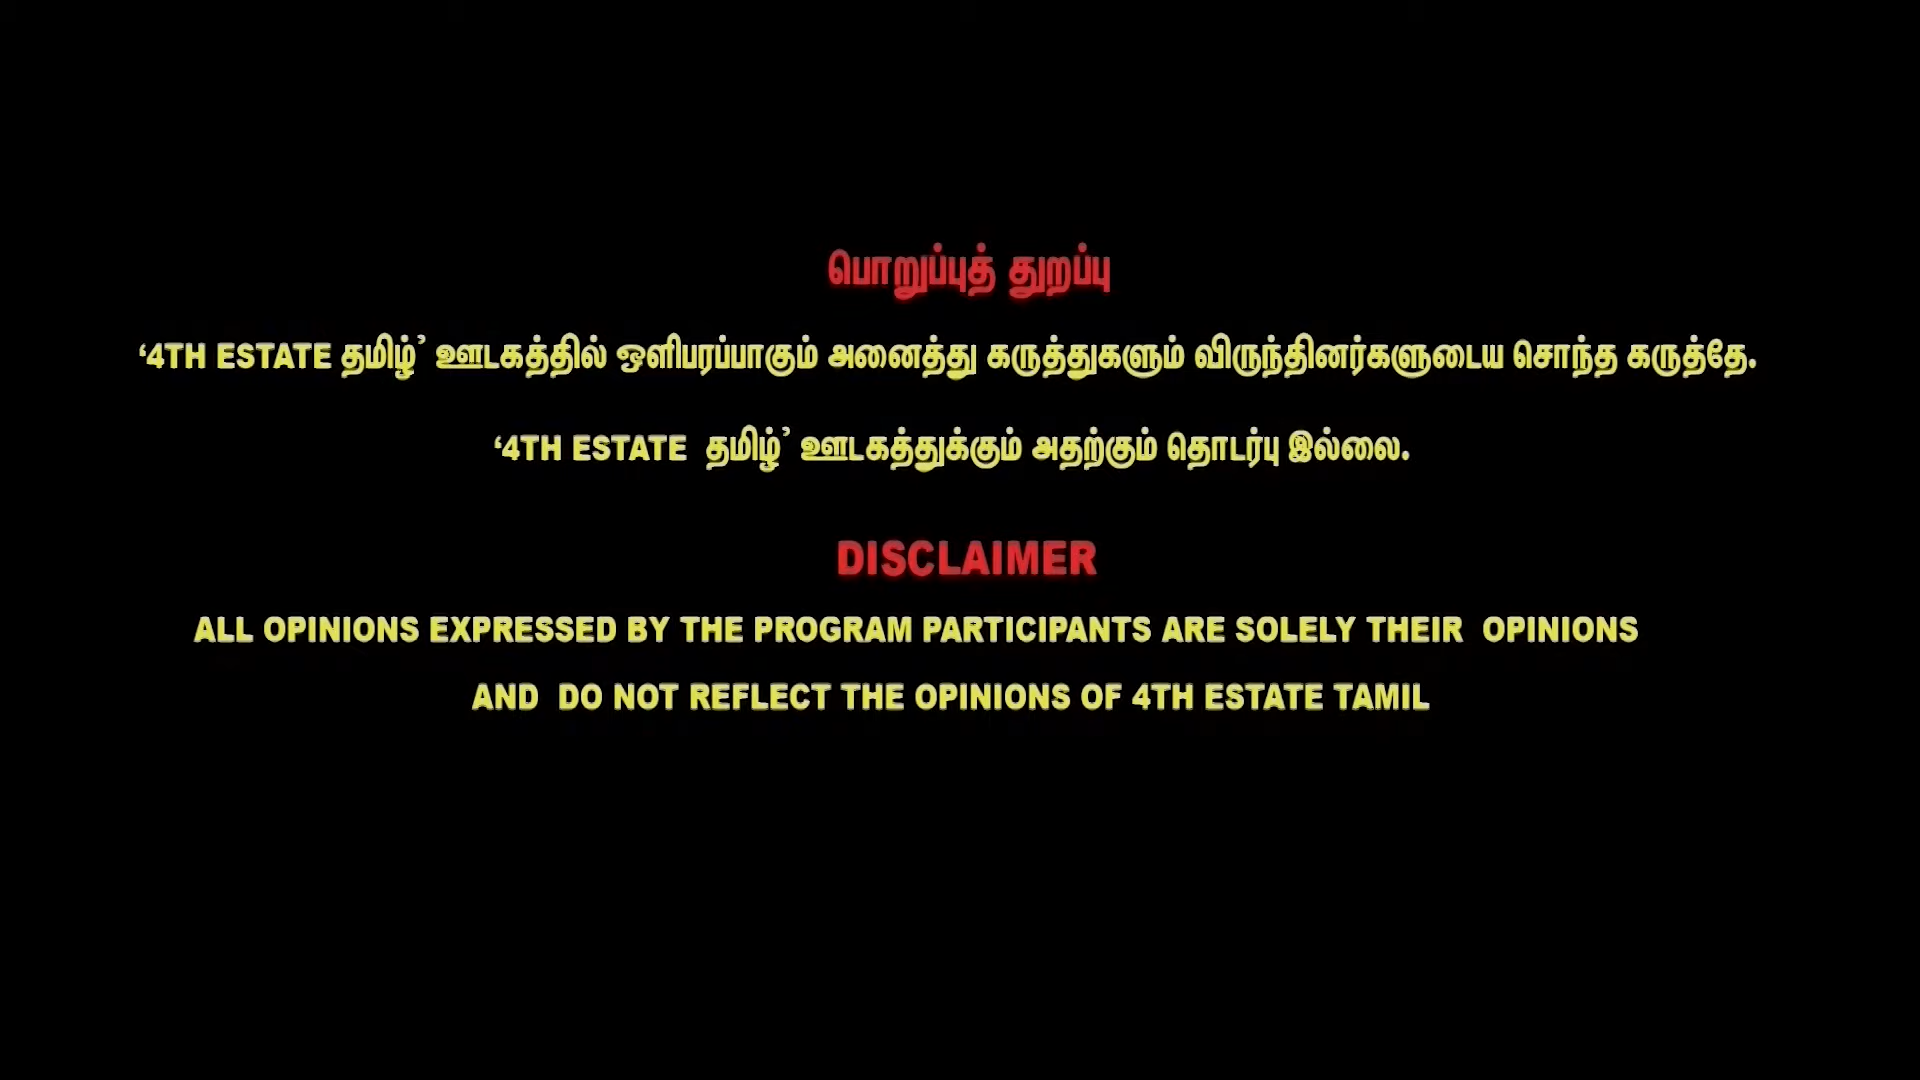 பொறுப்புத் துறப்பு
‘4TH ESTATE தமிழ்’ ஊடகத்தில் ஒளிபரப்பாகும் அனைத்து கருத்துகளும் விருந்தினர்களுடைய சொந்த கருத்தே.
‘4TH ESTATE தமிழ்’ ஊடகத்துக்கும் அதற்கும் தொடர்பு இல்லை.
DISCLAIMER
ALL OPINIONS EXPRESSED BY THE PROGRAM PARTICIPANTS ARE SOLELY THEIR OPINIONS
AND DO NOT REFLECT THE OPINIONS OF 4TH ESTATE TAMIL